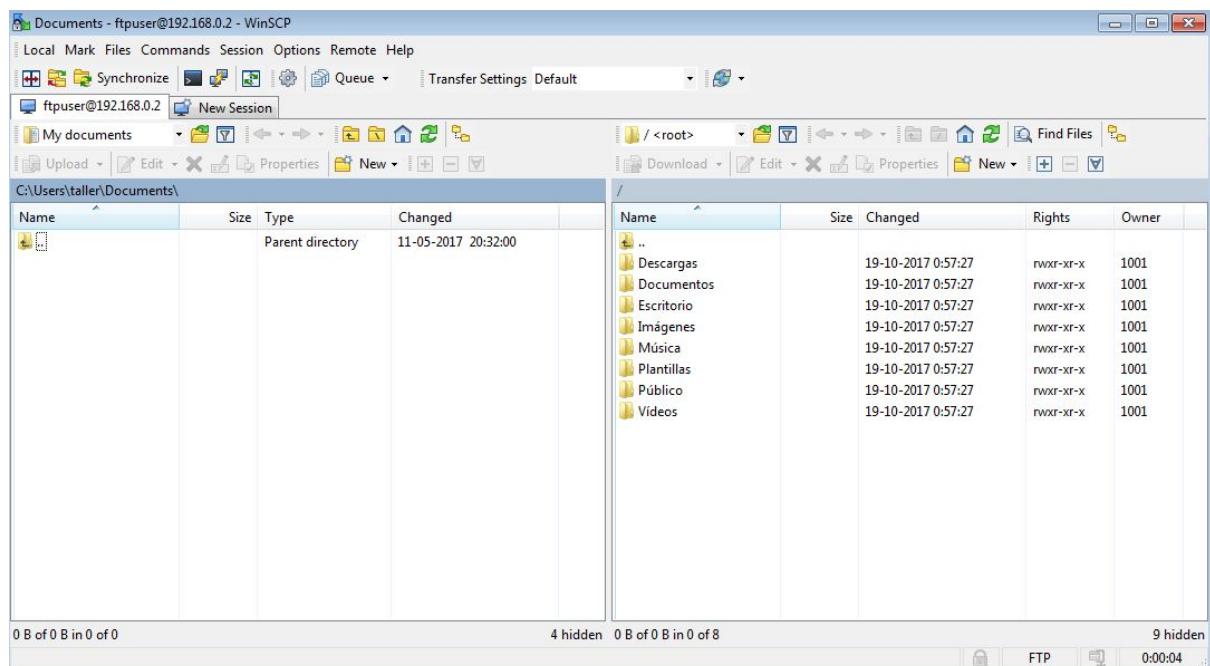 Documents - ftpuser@192.168.0.2 - WinSCP
Local Mark Files Commands Session Options Remote Help
Synchronize Queue Transfer Settings Default
ftpuser@192.168.0.2 New Session
My documents / <root> Find Files
Upload Edit Properties New Download Edit Properties New
C:\Users\taller\Documents\ /
Name Size Type Changed Name Size Changed Rights Owner
.. Parent directory 11-05-2017 20:32:00 ..
Descargas 19-10-2017 0:57:27 rwxr-xr-x 1001
Documentos 19-10-2017 0:57:27 rwxr-xr-x 1001
Escritorio 19-10-2017 0:57:27 rwxr-xr-x 1001
Imágenes 19-10-2017 0:57:27 rwxr-xr-x 1001
Música 19-10-2017 0:57:27 rwxr-xr-x 1001
Plantillas 19-10-2017 0:57:27 rwxr-xr-x 1001
Público 19-10-2017 0:57:27 rwxr-xr-x 1001
Vídeos 19-10-2017 0:57:27 rwxr-xr-x 1001
0 B of 0 B in 0 of 0 4 hidden 0 B of 0 B in 0 of 8 9 hidden
FTP 0:00:04